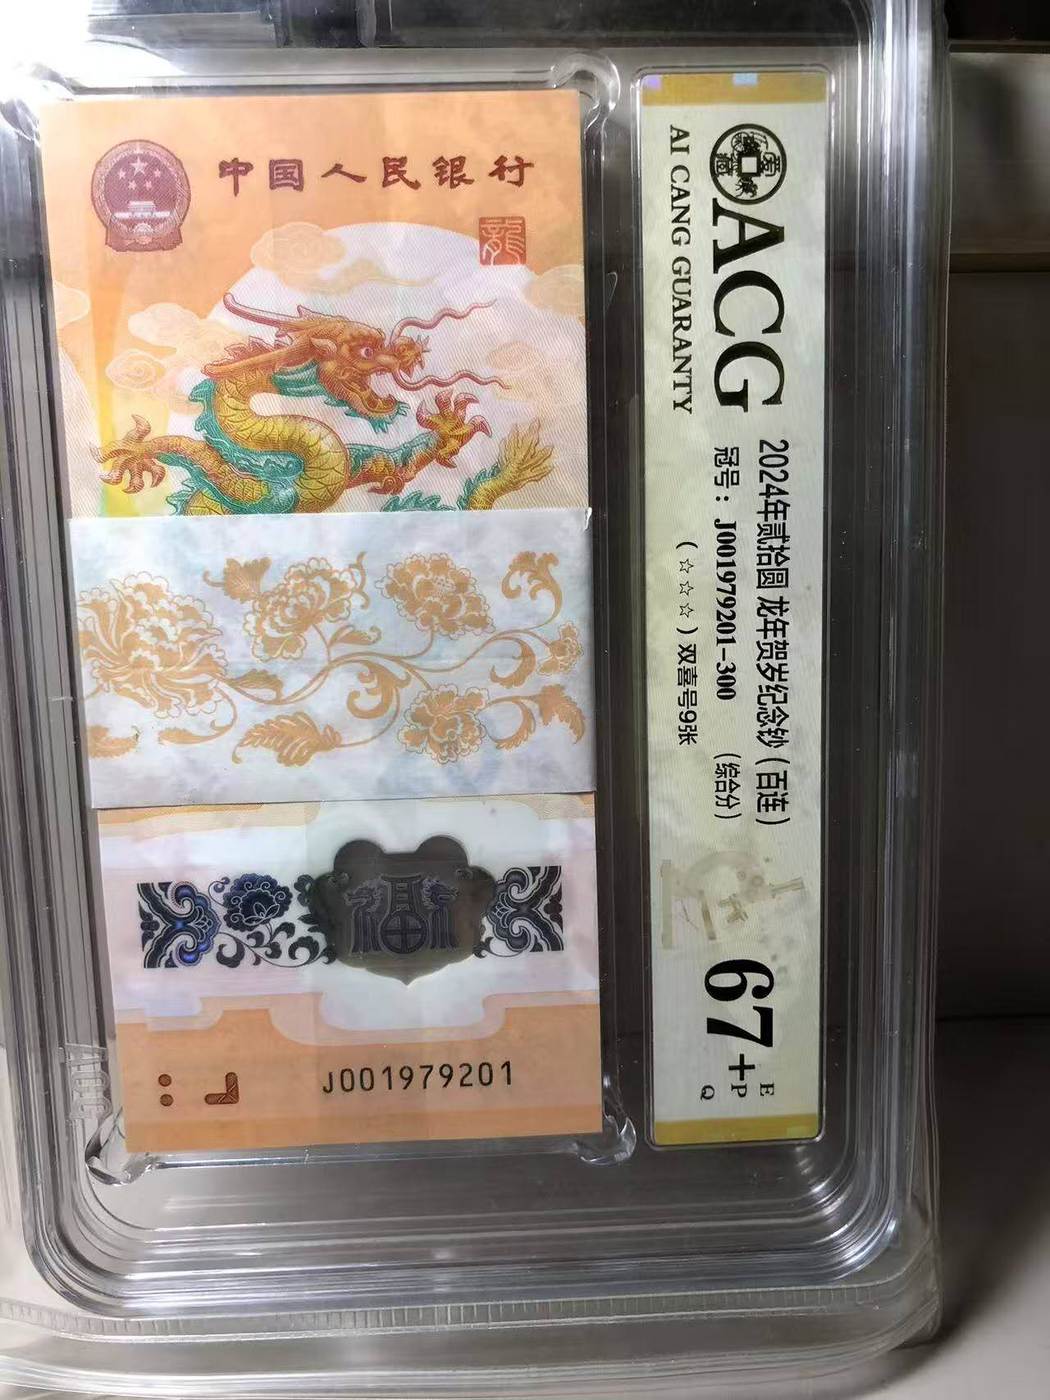 中国人民银行
龍
福
J001979201
ACG
AI CANG GUARANTY
2024年贰拾圆 龙年贺岁纪念钞（百连）
冠号：J001979201-300 （综合分）
（☆☆☆）双喜号9张
67+
E
P
Q